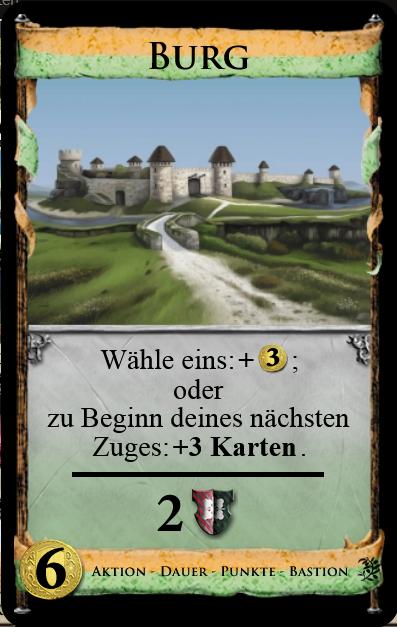 BURG
Wähle eins: + 3 ;
oder
zu Beginn deines nächsten
Zuges: +3 Karten.
2
6
AKTION - DAUER - PUNKTE - BASTION